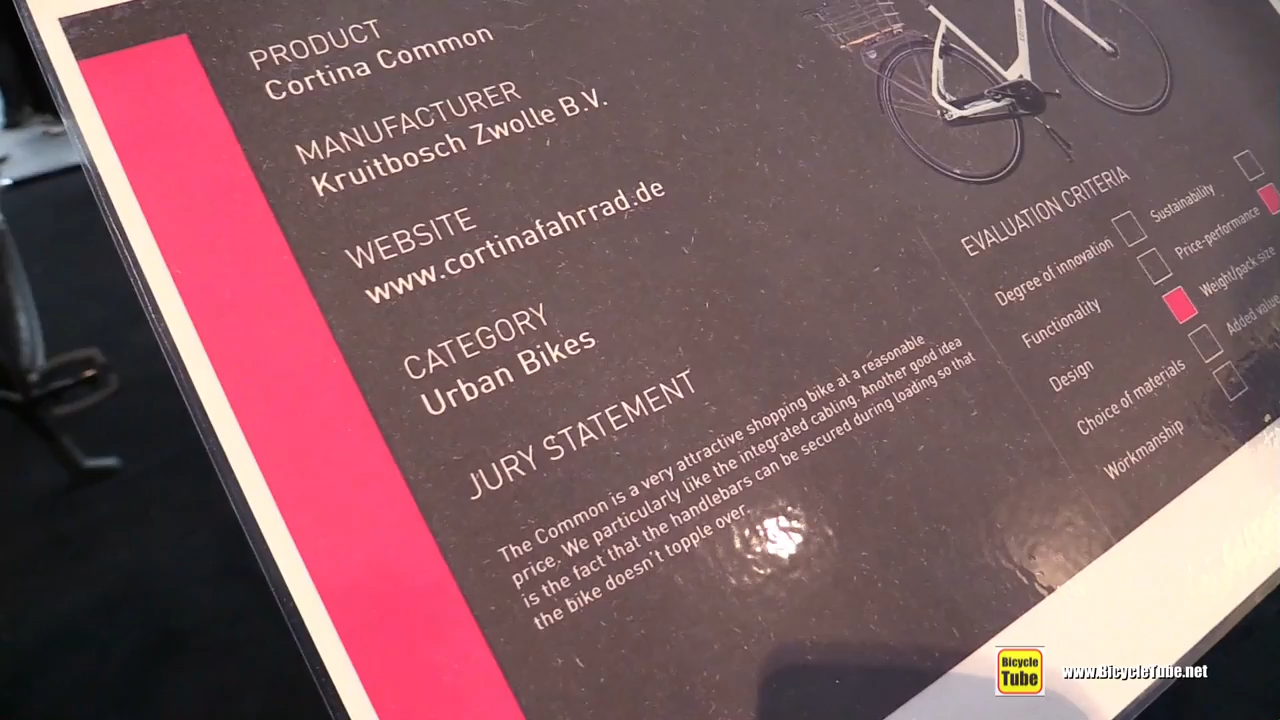 PRODUCT
Cortina Common
MANUFACTURER
Kruitbosch Zwolle B.V.
WEBSITE
www.cortinafahrrad.de
CATEGORY
Urban Bikes
JURY STATEMENT
The Common is a very attractive shopping bike at a reasonable
price. We particularly like the integrated cabling. Another good idea
is the fact that the handlebars can be secured during loading so that
the bike doesn't topple over.
EVALUATION CRITERIA
Degree of innovation
Functionality
Design
Choice of materials
Workmanship
Sustainability
Price-performance
Weight/pack size
Added value
Bicycle
Tube
www.BicycleTube.net